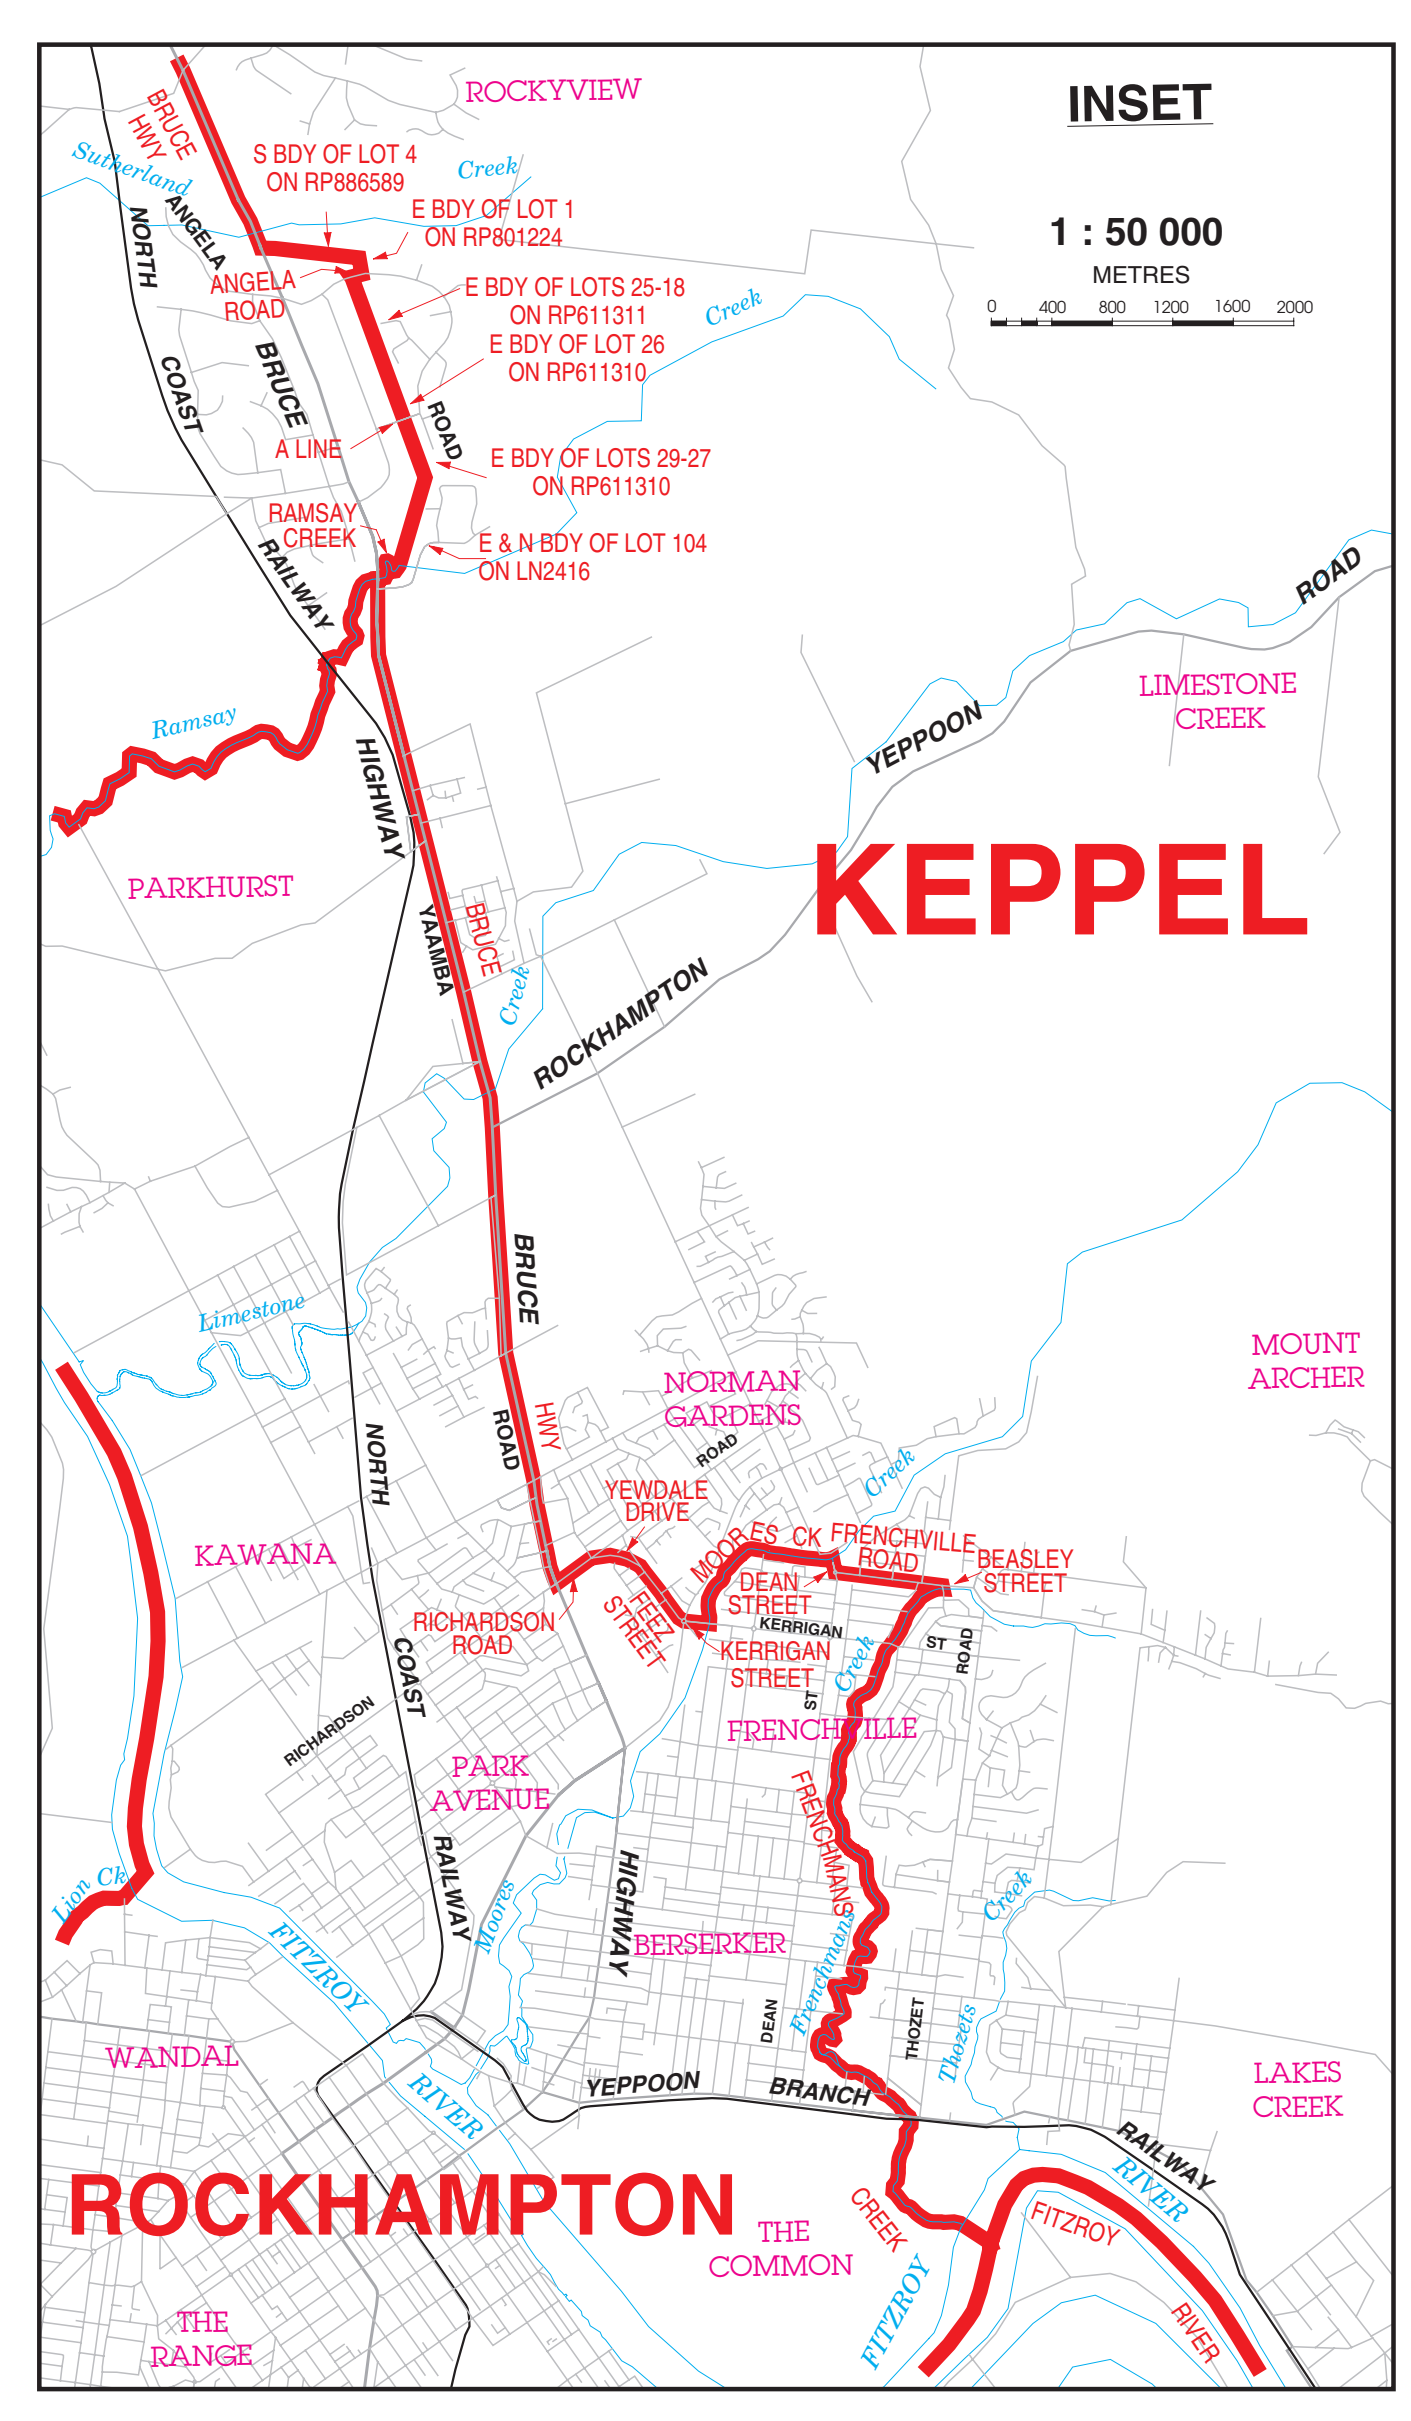 INSET
1 : 50 000
METRES
0 400 800 1200 1600 2000
ROCKYVIEW
BRUCE
HWY
Sutherland
Creek
S BDY OF LOT 4
ON RP886589
E BDY OF LOT 1
ON RP801224
ANGELA
NORTH
ANGELA
ROAD
E BDY OF LOTS 25-18
ON RP611311
Creek
E BDY OF LOT 26
ON RP611310
COAST
BRUCE
ROAD
A LINE
E BDY OF LOTS 29-27
ON RP611310
RAMSAY
CREEK
E & N BDY OF LOT 104
ON LN2416
RAILWAY
ROAD
LIMESTONE
CREEK
Ramsay
YEPPOON
HIGHWAY
KEPPEL
PARKHURST
YAAMBA
BRUCE
Creek
ROCKHAMPTON
BRUCE
Limestone
MOUNT
ARCHER
NORMAN
GARDENS
ROAD
HWY
ROAD
NORTH
Creek
YEWDALE
DRIVE
KAWANA
MOORES CK
FRENCHVILLE
ROAD
BEASLEY
STREET
DEAN
STREET
RICHARDSON
ROAD
FEEZ
STREET
KERRIGAN
ST
ROAD
KERRIGAN
STREET
Creek
ST
COAST
RICHARDSON
FRENCHVILLE
PARK
AVENUE
FRENCHMANS
RAILWAY
HIGHWAY
Lion Ck
Moores
Creek
FITZROY
BERSERKER
Frenchmans
DEAN
THOZET
Thozets
WANDAL
RIVER
YEPPOON
BRANCH
RAILWAY
LAKES
CREEK
ROCKHAMPTON
RIVER
CREEK
FITZROY
THE
COMMON
FITZROY
RIVER
THE
RANGE